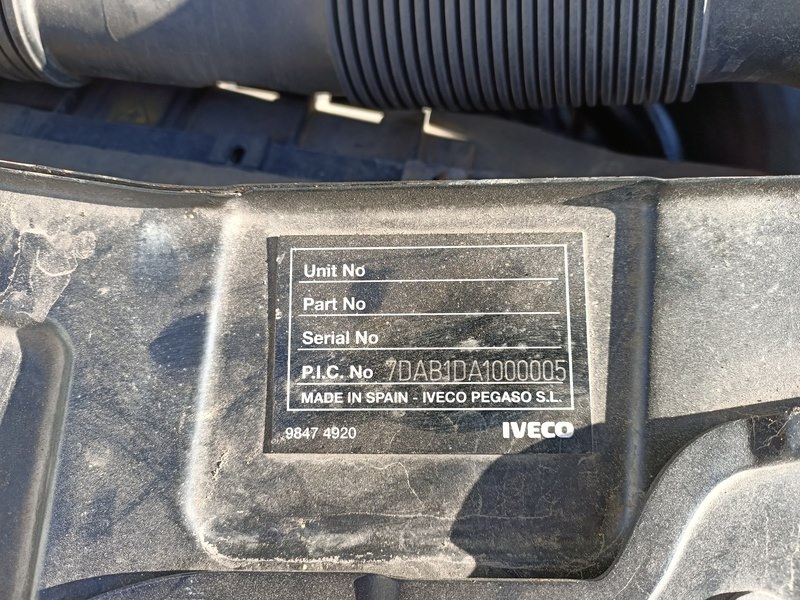 Unit No
Part No
Serial No
P.I.C. No 7DAB1DA1000005
MADE IN SPAIN - IVECO PEGASO S.L.
9847 4920 IVECO